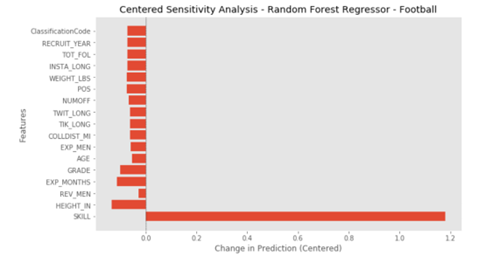 Centered Sensitivity Analysis - Random Forest Regressor - Football
ClassificationCode
RECRUIT_YEAR
TOT_FOL
INSTA_LONG
WEIGHT_LBS
POS
NUMOFF
TWIT_LONG
TIK_LONG
COLLDIST_MI
EXP_MEN
AGE
GRADE
EXP_MONTHS
REV_MEN
HEIGHT_IN
SKILL
Features
0.0 0.2 0.4 0.6 0.8 1.0 1.2
Change in Prediction (Centered)